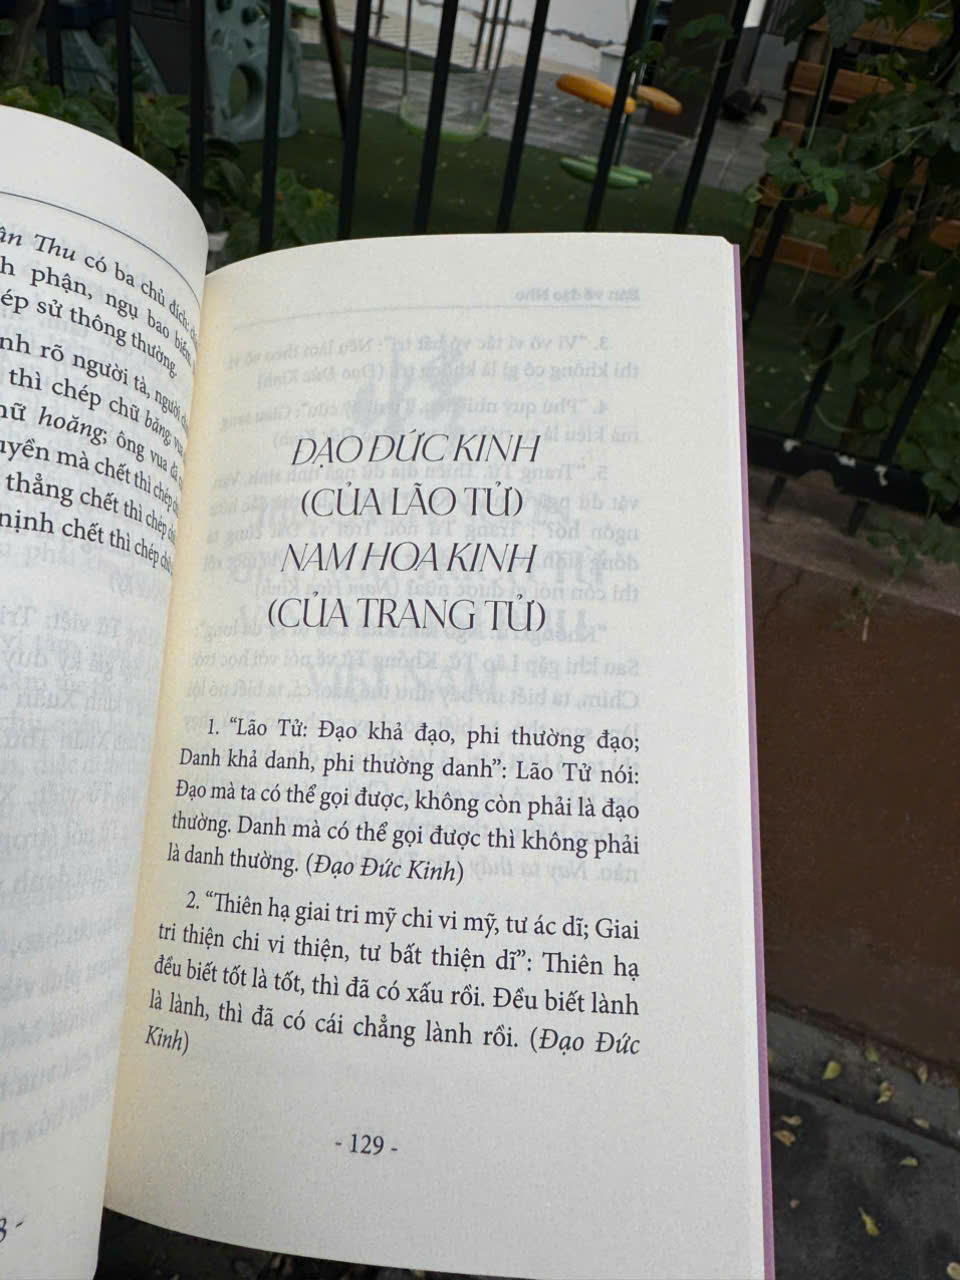 Thu có ba chủ đích:
phận, ngụ bao biếm,
sử thông thường.
rõ người tà, người
thì chép chữ băng
hoăng; ông vua đã
mà chết thì chép
thẳng chết thì chép
nịnh chết thì chép
ĐẠO ĐỨC KINH
(CỦA LÃO TỬ)
NAM HOA KINH
(CỦA TRANG TỬ)
1. “Lão Tử: Đạo khả đạo, phi thường đạo;
Danh khả danh, phi thường danh”: Lão Tử nói:
Đạo mà ta có thể gọi được, không còn phải là đạo
thường. Danh mà có thể gọi được thì không phải
là danh thường. (Đạo Đức Kinh)
2. “Thiên hạ giai tri mỹ chi vi mỹ, tư ác dĩ; Giai
tri thiện chi vi thiện, tư bất thiện dĩ”: Thiên hạ
đều biết tốt là tốt, thì đã có xấu rồi. Đều biết lành
là lành, thì đã có cái chẳng lành rồi. (Đạo Đức
Kinh)
- 129 -